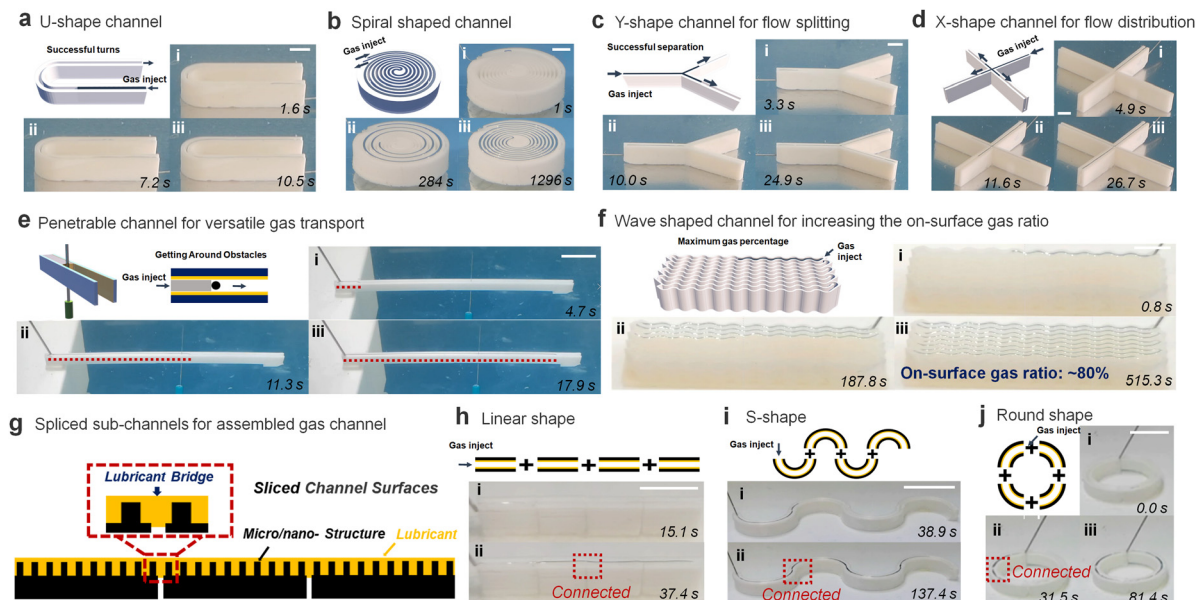 a U-shape channel
Successful turns
Gas inject
i
1.6 s
ii
7.2 s
iii
10.5 s
b Spiral shaped channel
Gas inject
i
1 s
ii
284 s
iii
1296 s
c Y-shape channel for flow splitting
Successful separation
Gas inject
i
3.3 s
ii
10.0 s
iii
24.9 s
d X-shape channel for flow distribution
Gas inject
i
4.9 s
ii
11.6 s
iii
26.7 s
e Penetrable channel for versatile gas transport
Getting Around Obstacles
Gas inject
i
4.7 s
ii
11.3 s
iii
17.9 s
f Wave shaped channel for increasing the on-surface gas ratio
Maximum gas percentage
Gas
inject
i
0.8 s
ii
187.8 s
iii
On-surface gas ratio: ~80%
515.3 s
g Spliced sub-channels for assembled gas channel
Lubricant Bridge
Sliced Channel Surfaces
Micro/nano- Structure
Lubricant
h Linear shape
Gas inject
i
15.1 s
ii
Connected
37.4 s
i S-shape
Gas inject
i
38.9 s
ii
Connected
137.4 s
j Round shape
Gas inject
i
0.0 s
ii
Connected
31.5 s
iii
81.4 s